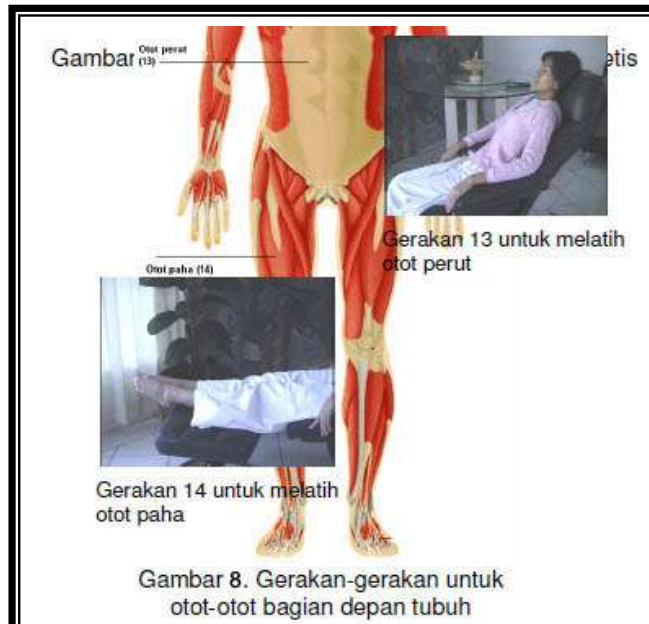 Gambar
Otot perut
(13)
etis
Gerakan 13 untuk melatih
otot perut
Otot paha (14)
Gerakan 14 untuk melatih
otot paha
Gambar 8. Gerakan-gerakan untuk
otot-otot bagian depan tubuh